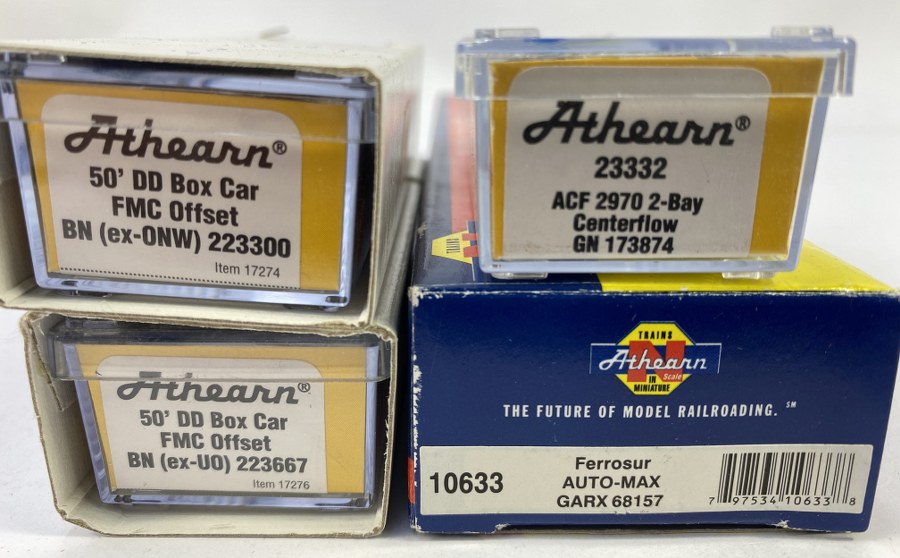 Athearn®
50' DD Box Car
FMC Offset
BN (ex-ONW) 223300
Item 17274
Athearn®
23332
ACF 2970 2-Bay
Centerflow
GN 173874
Athearn®
50' DD Box Car
FMC Offset
BN (ex-UO) 223667
Item 17276
TRAINS
TRAINS
N
Athearn
Scale
IN
MINIATURE
THE FUTURE OF MODEL RAILROADING. SM
10633
Ferrosur
AUTO-MAX
GARX 68157
7 97534 10633 8